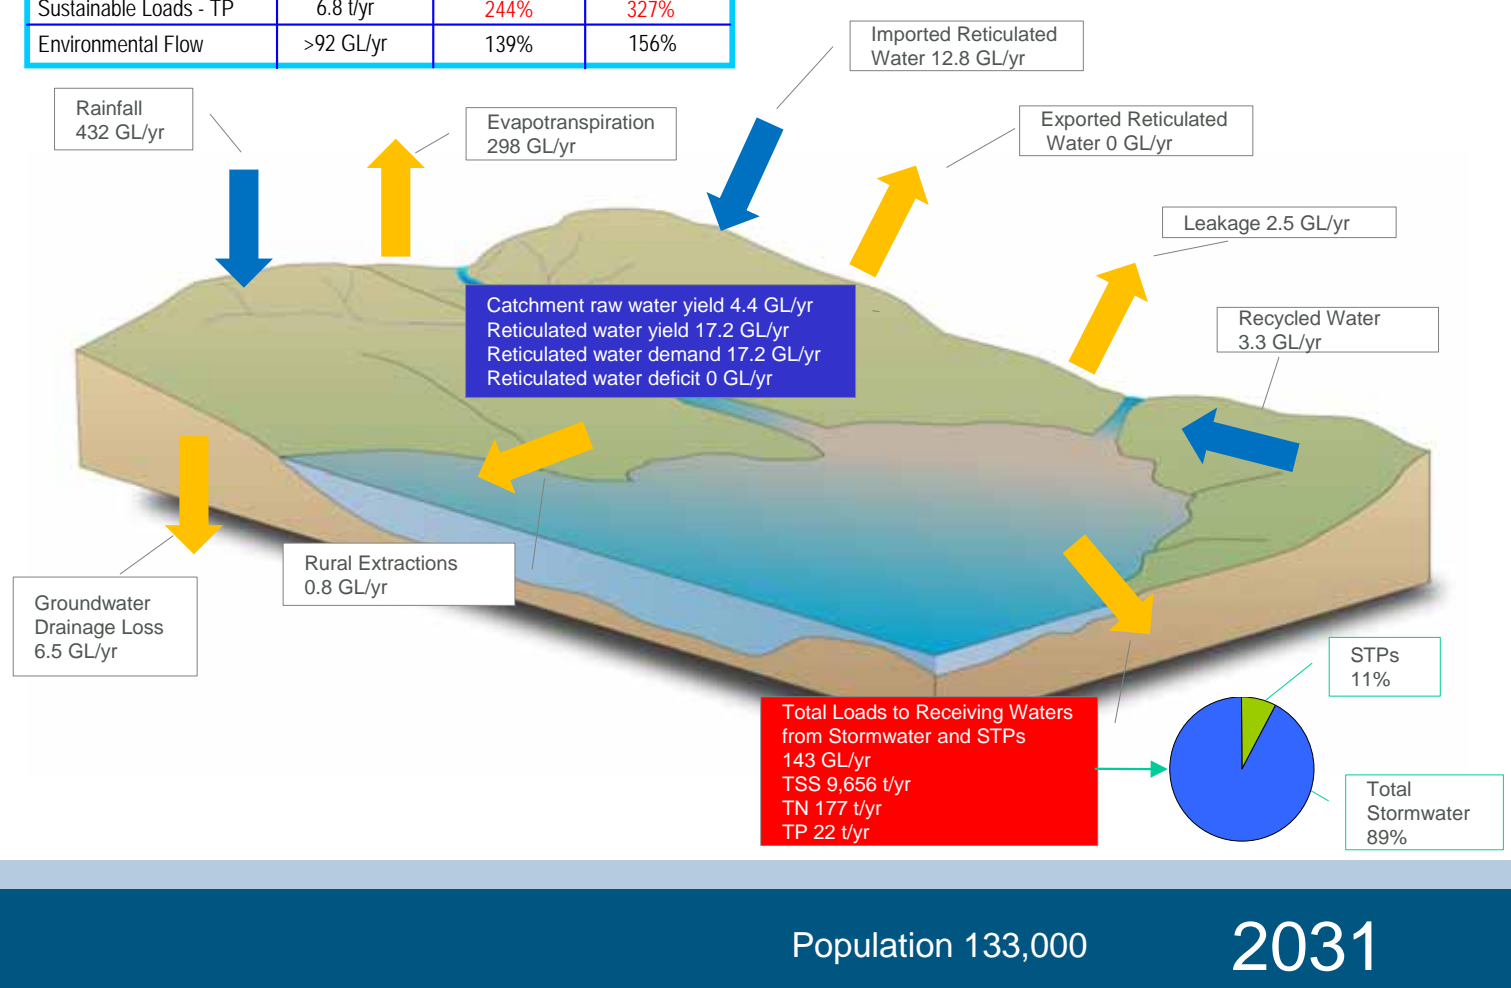 Sustainable Loads - TP 6.8 t/yr 244% 327%
Environmental Flow >92 GL/yr 139% 156%
Imported Reticulated
Water 12.8 GL/yr
Rainfall
432 GL/yr
Evapotranspiration
298 GL/yr
Exported Reticulated
Water 0 GL/yr
Leakage 2.5 GL/yr
Catchment raw water yield 4.4 GL/yr
Reticulated water yield 17.2 GL/yr
Reticulated water demand 17.2 GL/yr
Reticulated water deficit 0 GL/yr
Recycled Water
3.3 GL/yr
Rural Extractions
0.8 GL/yr
Groundwater
Drainage Loss
6.5 GL/yr
STPs
11%
Total Loads to Receiving Waters
from Stormwater and STPs
143 GL/yr
TSS 9,656 t/yr
TN 177 t/yr
TP 22 t/yr
Total
Stormwater
89%
Population 133,000
2031